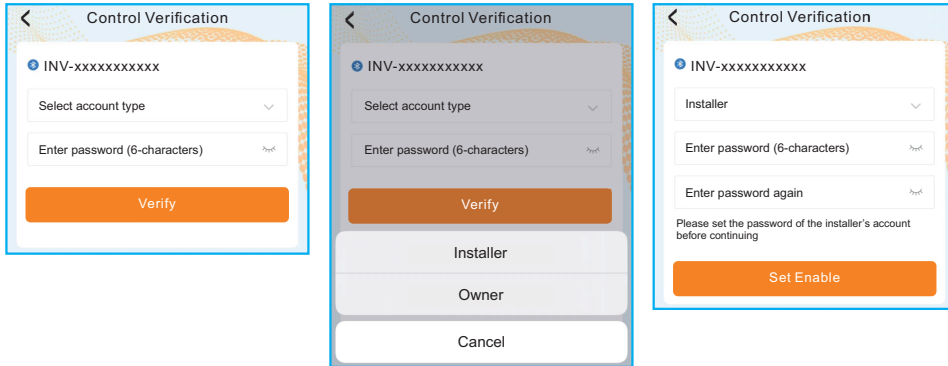 Control Verification
INV-xxxxxxxxxxx
Select account type
Enter password (6-characters)
Verify
Control Verification
INV-xxxxxxxxxxx
Select account type
Enter password (6-characters)
Verify
Installer
Owner
Cancel
Control Verification
INV-xxxxxxxxxxx
Installer
Enter password (6-characters)
Enter password again
Please set the password of the installer's account
before continuing
Set Enable